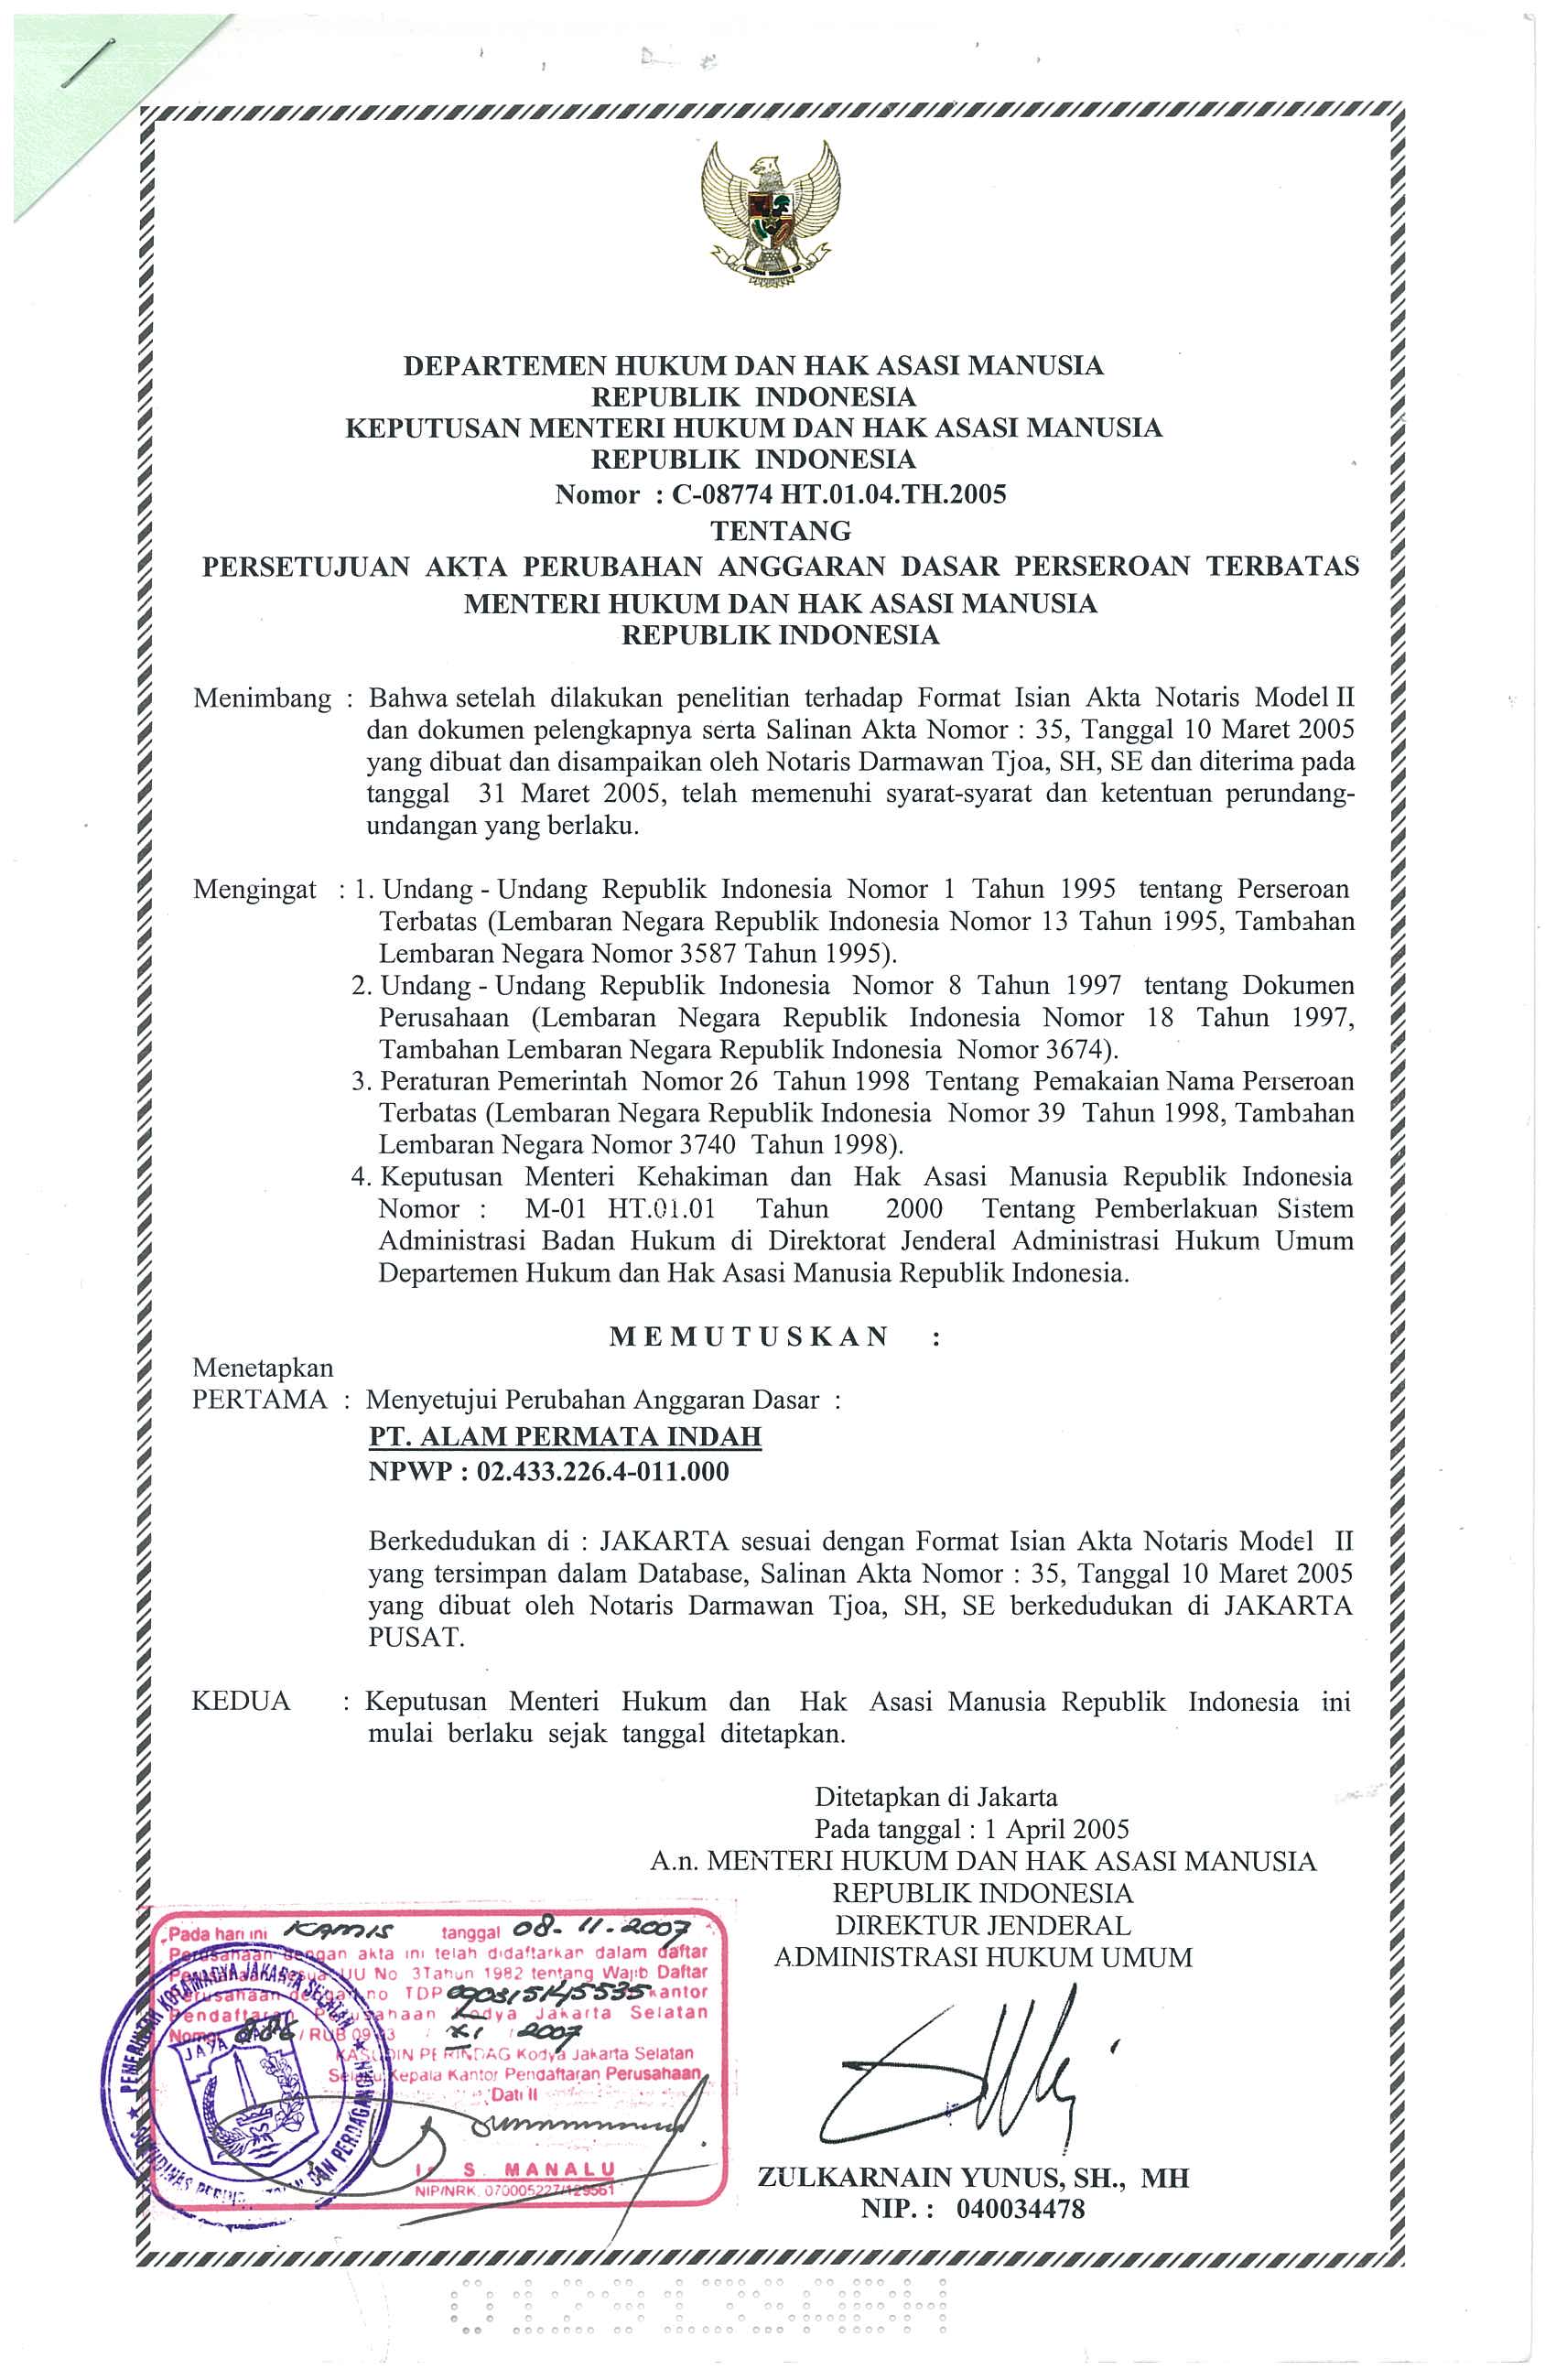 DEPARTEMEN HUKUM DAN HAK ASASI MANUSIA
REPUBLIK INDONESIA
KEPUTUSAN MENTERI HUKUM DAN HAK ASASI MANUSIA
REPUBLIK INDONESIA
Nomor : C-08774 HT.01.04.TH.2005
TENTANG
PERSETUJUAN AKTA PERUBAHAN ANGGARAN DASAR PERSEROAN TERBATAS
MENTERI HUKUM DAN HAK ASASI MANUSIA
REPUBLIK INDONESIA
Menimbang : Bahwa setelah dilakukan penelitian terhadap Format Isian Akta Notaris Model II
dan dokumen pelengkapnya serta Salinan Akta Nomor : 35, Tanggal 10 Maret 2005
yang dibuat dan disampaikan oleh Notaris Darmawan Tjoa, SH, SE dan diterima pada
tanggal 31 Maret 2005, telah memenuhi syarat-syarat dan ketentuan perundang-
undangan yang berlaku.
Mengingat : 1. Undang - Undang Republik Indonesia Nomor 1 Tahun 1995 tentang Perseroan
Terbatas (Lembaran Negara Republik Indonesia Nomor 13 Tahun 1995, Tambahan
Lembaran Negara Nomor 3587 Tahun 1995).
2. Undang - Undang Republik Indonesia Nomor 8 Tahun 1997 tentang Dokumen
Perusahaan (Lembaran Negara Republik Indonesia Nomor 18 Tahun 1997,
Tambahan Lembaran Negara Republik Indonesia Nomor 3674).
3. Peraturan Pemerintah Nomor 26 Tahun 1998 Tentang Pemakaian Nama Perseroan
Terbatas (Lembaran Negara Republik Indonesia Nomor 39 Tahun 1998, Tambahan
Lembaran Negara Nomor 3740 Tahun 1998).
4. Keputusan Menteri Kehakiman dan Hak Asasi Manusia Republik Indonesia
Nomor : M-01 HT.01.01 Tahun 2000 Tentang Pemberlakuan Sistem
Administrasi Badan Hukum di Direktorat Jenderal Administrasi Hukum Umum
Departemen Hukum dan Hak Asasi Manusia Republik Indonesia.
M E M U T U S K A N :
Menetapkan
PERTAMA : Menyetujui Perubahan Anggaran Dasar :
PT. ALAM PERMATA INDAH
NPWP : 02.433.226.4-011.000
Berkedudukan di : JAKARTA sesuai dengan Format Isian Akta Notaris Model II
yang tersimpan dalam Database, Salinan Akta Nomor : 35, Tanggal 10 Maret 2005
yang dibuat oleh Notaris Darmawan Tjoa, SH, SE berkedudukan di JAKARTA
PUSAT.
KEDUA : Keputusan Menteri Hukum dan Hak Asasi Manusia Republik Indonesia ini
mulai berlaku sejak tanggal ditetapkan.
Ditetapkan di Jakarta
Pada tanggal : 1 April 2005
A.n. MENTERI HUKUM DAN HAK ASASI MANUSIA
REPUBLIK INDONESIA
DIREKTUR JENDERAL
ADMINISTRASI HUKUM UMUM
ZULKARNAIN YUNUS, SH., MH
NIP. : 040034478
Pada hari ini KAMIS tanggal 08-11-2007
Perusahaan dengan akta ini telah didaftarkan dalam daftar
Perusahaan sesuai UU No 3Tahun 1982 tentang Wajib Daftar
Perusahaan dengan no TDP 090315145535 kantor
Pendaftaran Perusahaan Kodya Jakarta Selatan
Nomor 886 / RUB 09-03 / XI / 2007
KASUDIN PERINDAG Kodya Jakarta Selatan
Selaku Kepala Kantor Pendaftaran Perusahaan
Dati II
S. MANALU
NIP/NRK. 070005227/129561
PEMERINTAH KOTAMADYA JAKARTA SELATAN
DAN PERDAGANGAN
JAYA